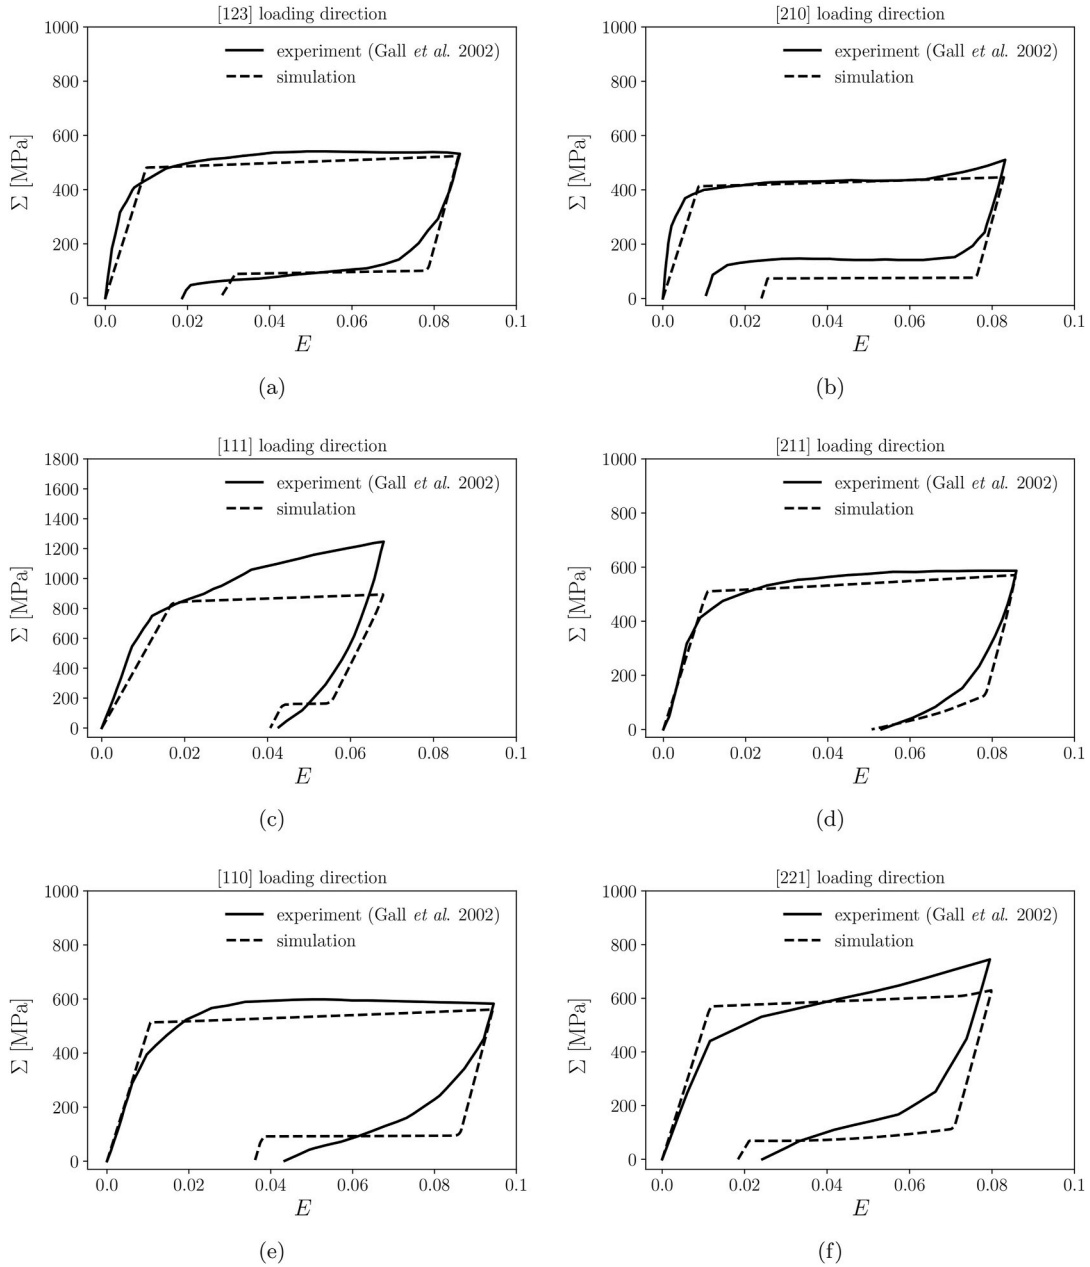 [123] loading direction
1000
800
600
400
200
0
Σ [MPa]
experiment (Gall et al. 2002)
simulation
0.0 0.02 0.04 0.06 0.08 0.1
E
(a)
[210] loading direction
1000
800
600
400
200
0
Σ [MPa]
experiment (Gall et al. 2002)
simulation
0.0 0.02 0.04 0.06 0.08 0.1
E
(b)
[111] loading direction
1800
1600
1400
1200
1000
800
600
400
200
0
Σ [MPa]
experiment (Gall et al. 2002)
simulation
0.0 0.02 0.04 0.06 0.08 0.1
E
(c)
[211] loading direction
1000
800
600
400
200
0
Σ [MPa]
experiment (Gall et al. 2002)
simulation
0.0 0.02 0.04 0.06 0.08 0.1
E
(d)
[110] loading direction
1000
800
600
400
200
0
Σ [MPa]
experiment (Gall et al. 2002)
simulation
0.0 0.02 0.04 0.06 0.08 0.1
E
(e)
[221] loading direction
1000
800
600
400
200
0
Σ [MPa]
experiment (Gall et al. 2002)
simulation
0.0 0.02 0.04 0.06 0.08 0.1
E
(f)